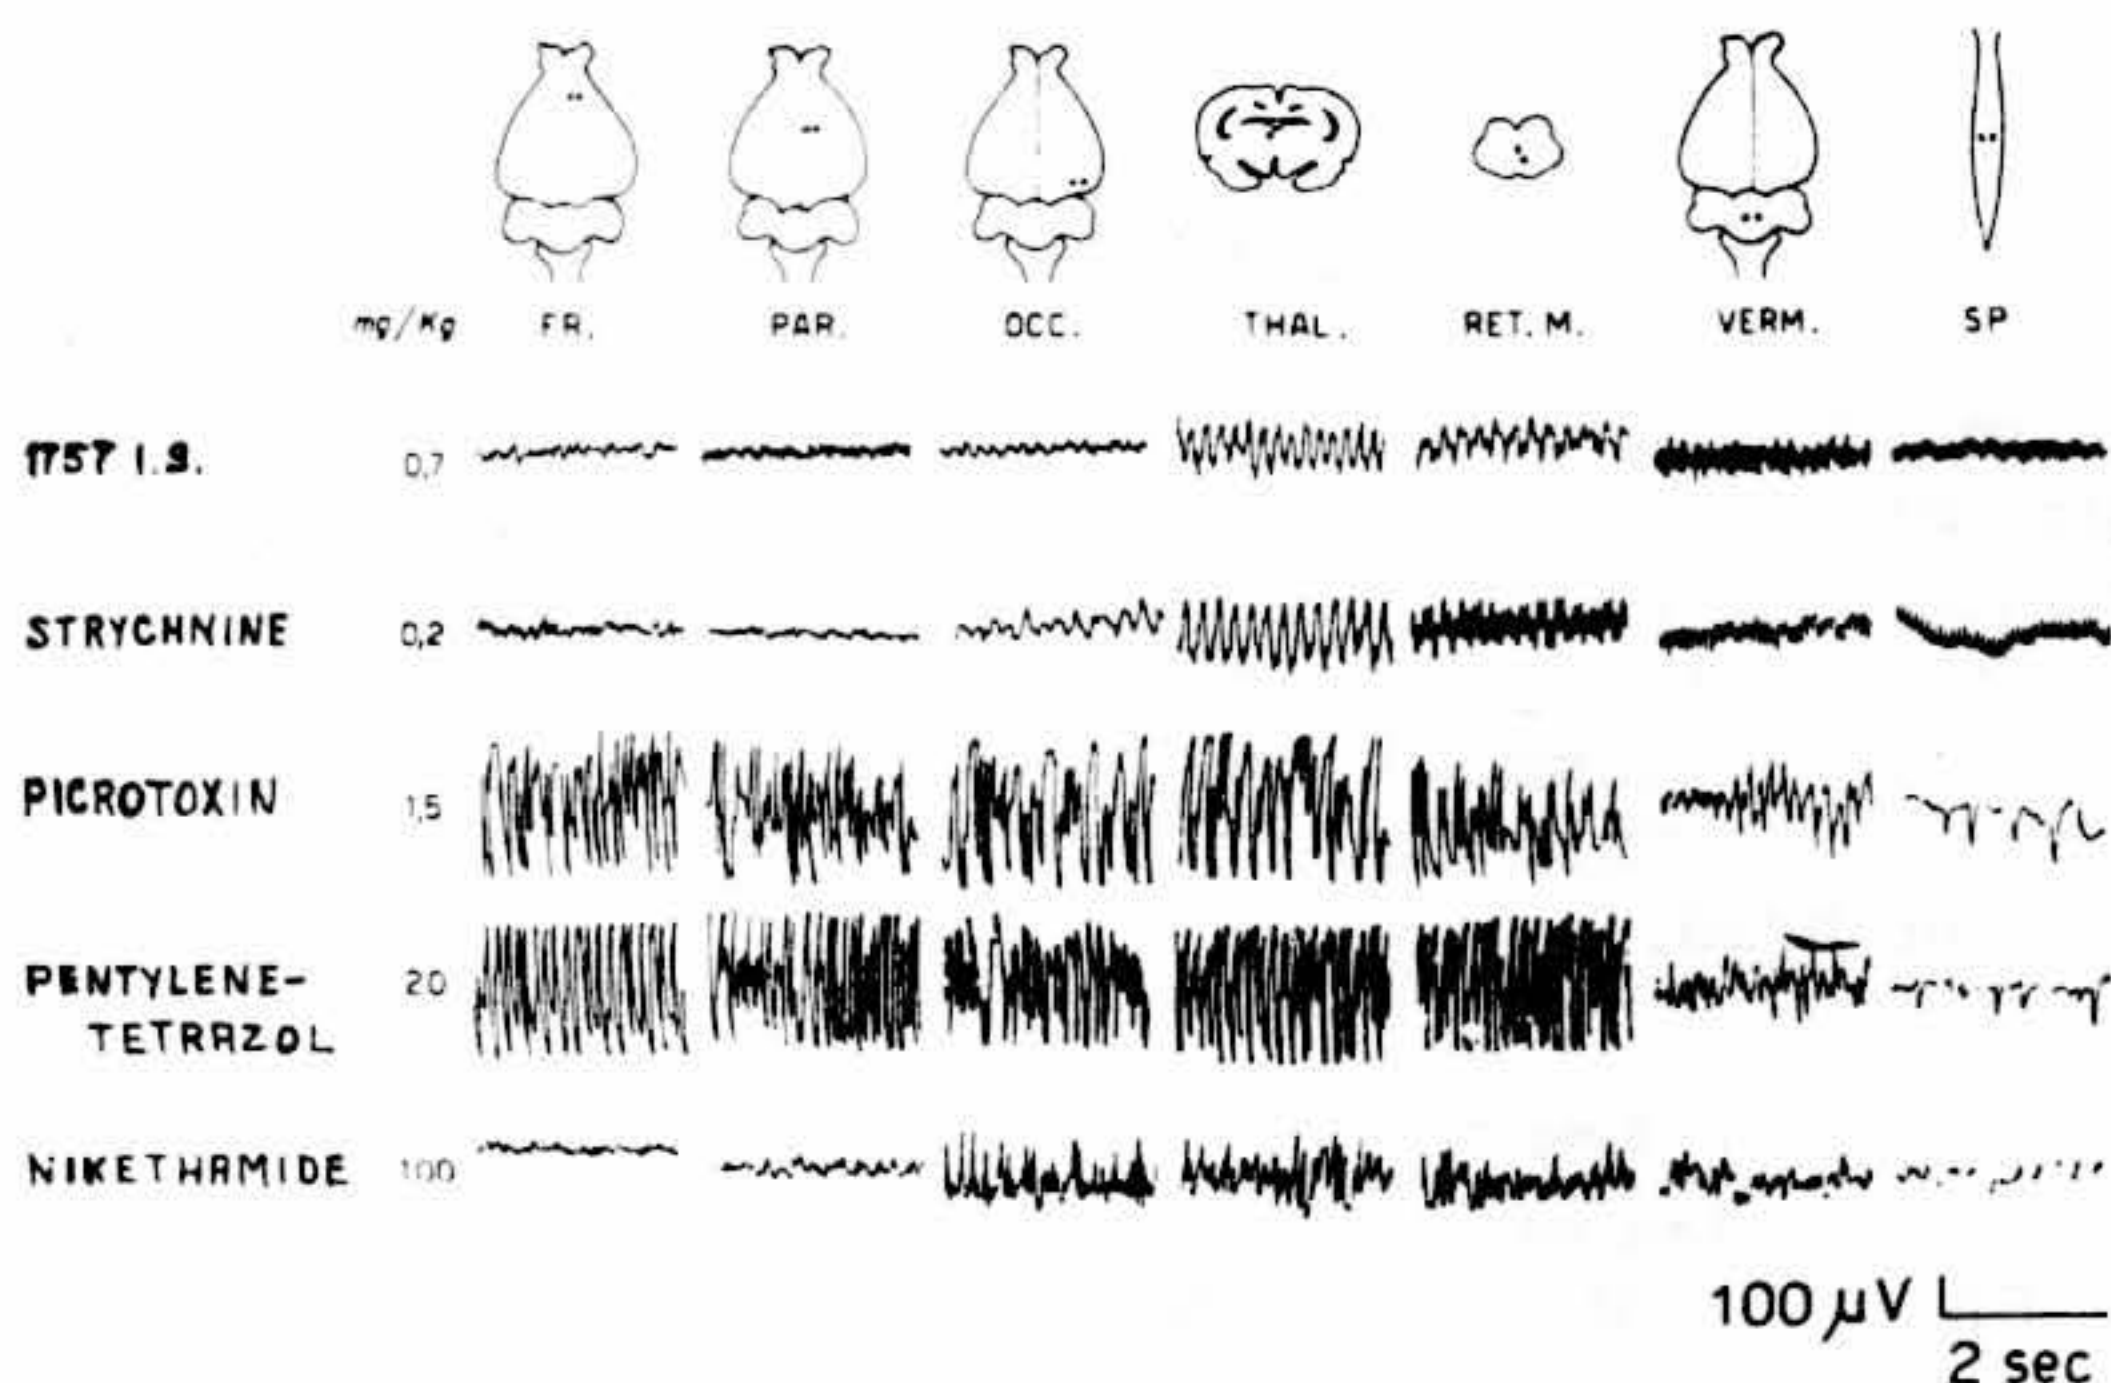 mg/Kg FR. PAR. OCC. THAL. RET. M. VERM. SP
1757 I.S. 0,7
STRYCHNINE 0,2
PICROTOXIN 1,5
PENTYLENE- 20
TETRAZOL
NIKETHAMIDE 100
100 µV
2 sec